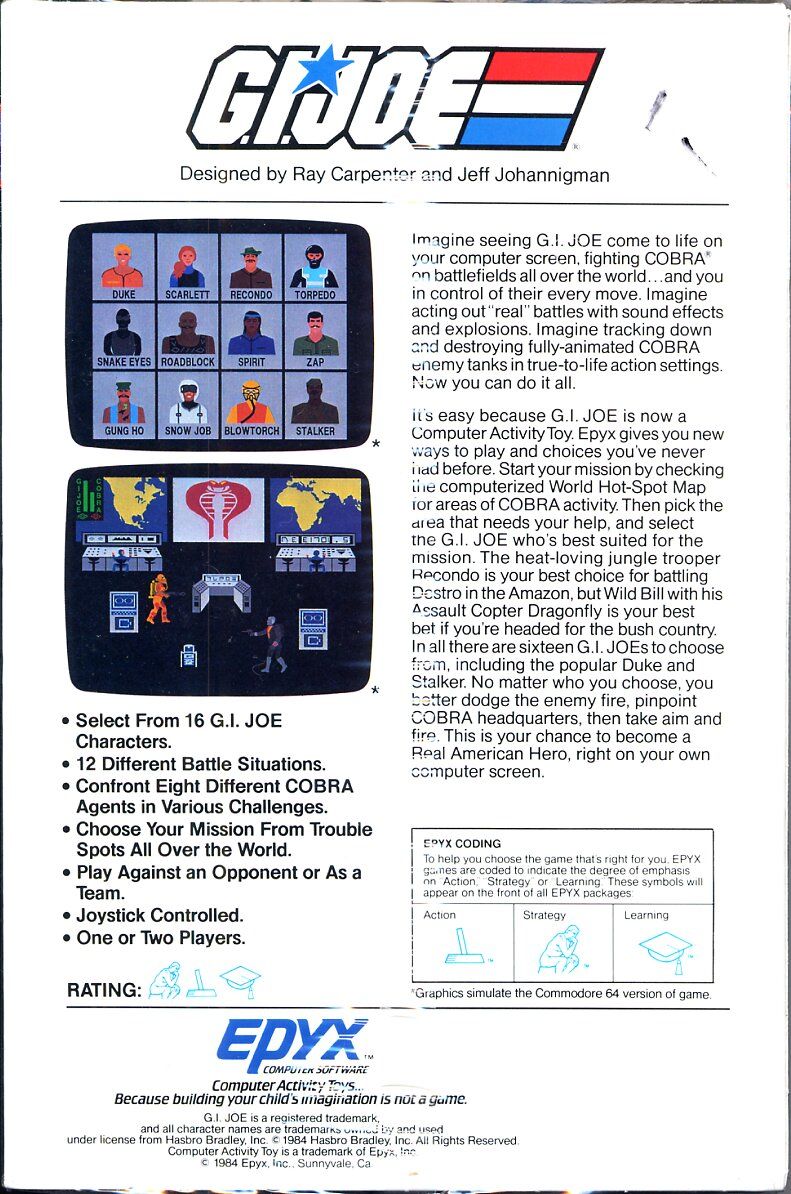 G.I.JOE
®
Designed by Ray Carpenter and Jeff Johannigman
DUKE SCARLETT RECONDO TORPEDO
SNAKE EYES ROADBLOCK SPIRIT ZAP
GUNG HO SNOW JOB BLOWTORCH STALKER
*
GIJOE COBRA
*
• Select From 16 G.I. JOE
Characters.
• 12 Different Battle Situations.
• Confront Eight Different COBRA
Agents in Various Challenges.
• Choose Your Mission From Trouble
Spots All Over the World.
• Play Against an Opponent or As a
Team.
• Joystick Controlled.
• One or Two Players.
RATING:
Imagine seeing G.I. JOE come to life on
your computer screen, fighting COBRA®
on battlefields all over the world...and you
in control of their every move. Imagine
acting out "real" battles with sound effects
and explosions. Imagine tracking down
and destroying fully-animated COBRA
enemy tanks in true-to-life action settings.
Now you can do it all.
It's easy because G.I. JOE is now a
Computer Activity Toy. Epyx gives you new
ways to play and choices you've never
had before. Start your mission by checking
the computerized World Hot-Spot Map
for areas of COBRA activity. Then pick the
area that needs your help, and select
the G.I. JOE who's best suited for the
mission. The heat-loving jungle trooper
Recondo is your best choice for battling
Destro in the Amazon, but Wild Bill with his
Assault Copter Dragonfly is your best
bet if you're headed for the bush country.
In all there are sixteen G.I. JOEs to choose
from, including the popular Duke and
Stalker. No matter who you choose, you
better dodge the enemy fire, pinpoint
COBRA headquarters, then take aim and
fire. This is your chance to become a
Real American Hero, right on your own
computer screen.
EPYX CODING
To help you choose the game that's right for you, EPYX
games are coded to indicate the degree of emphasis
on "Action," "Strategy" or "Learning." These symbols will
appear on the front of all EPYX packages:
Action Strategy Learning
™ ™ ™
*Graphics simulate the Commodore 64 version of game.
EPYX™
COMPUTER SOFTWARE
Computer Activity Toys...
Because building your child's imagination is not a game.
G.I. JOE is a registered trademark,
and all character names are trademarks owned by and used
under license from Hasbro Bradley, Inc. © 1984 Hasbro Bradley, Inc. All Rights Reserved.
Computer Activity Toy is a trademark of Epyx, Inc.
© 1984 Epyx, Inc., Sunnyvale, Ca.